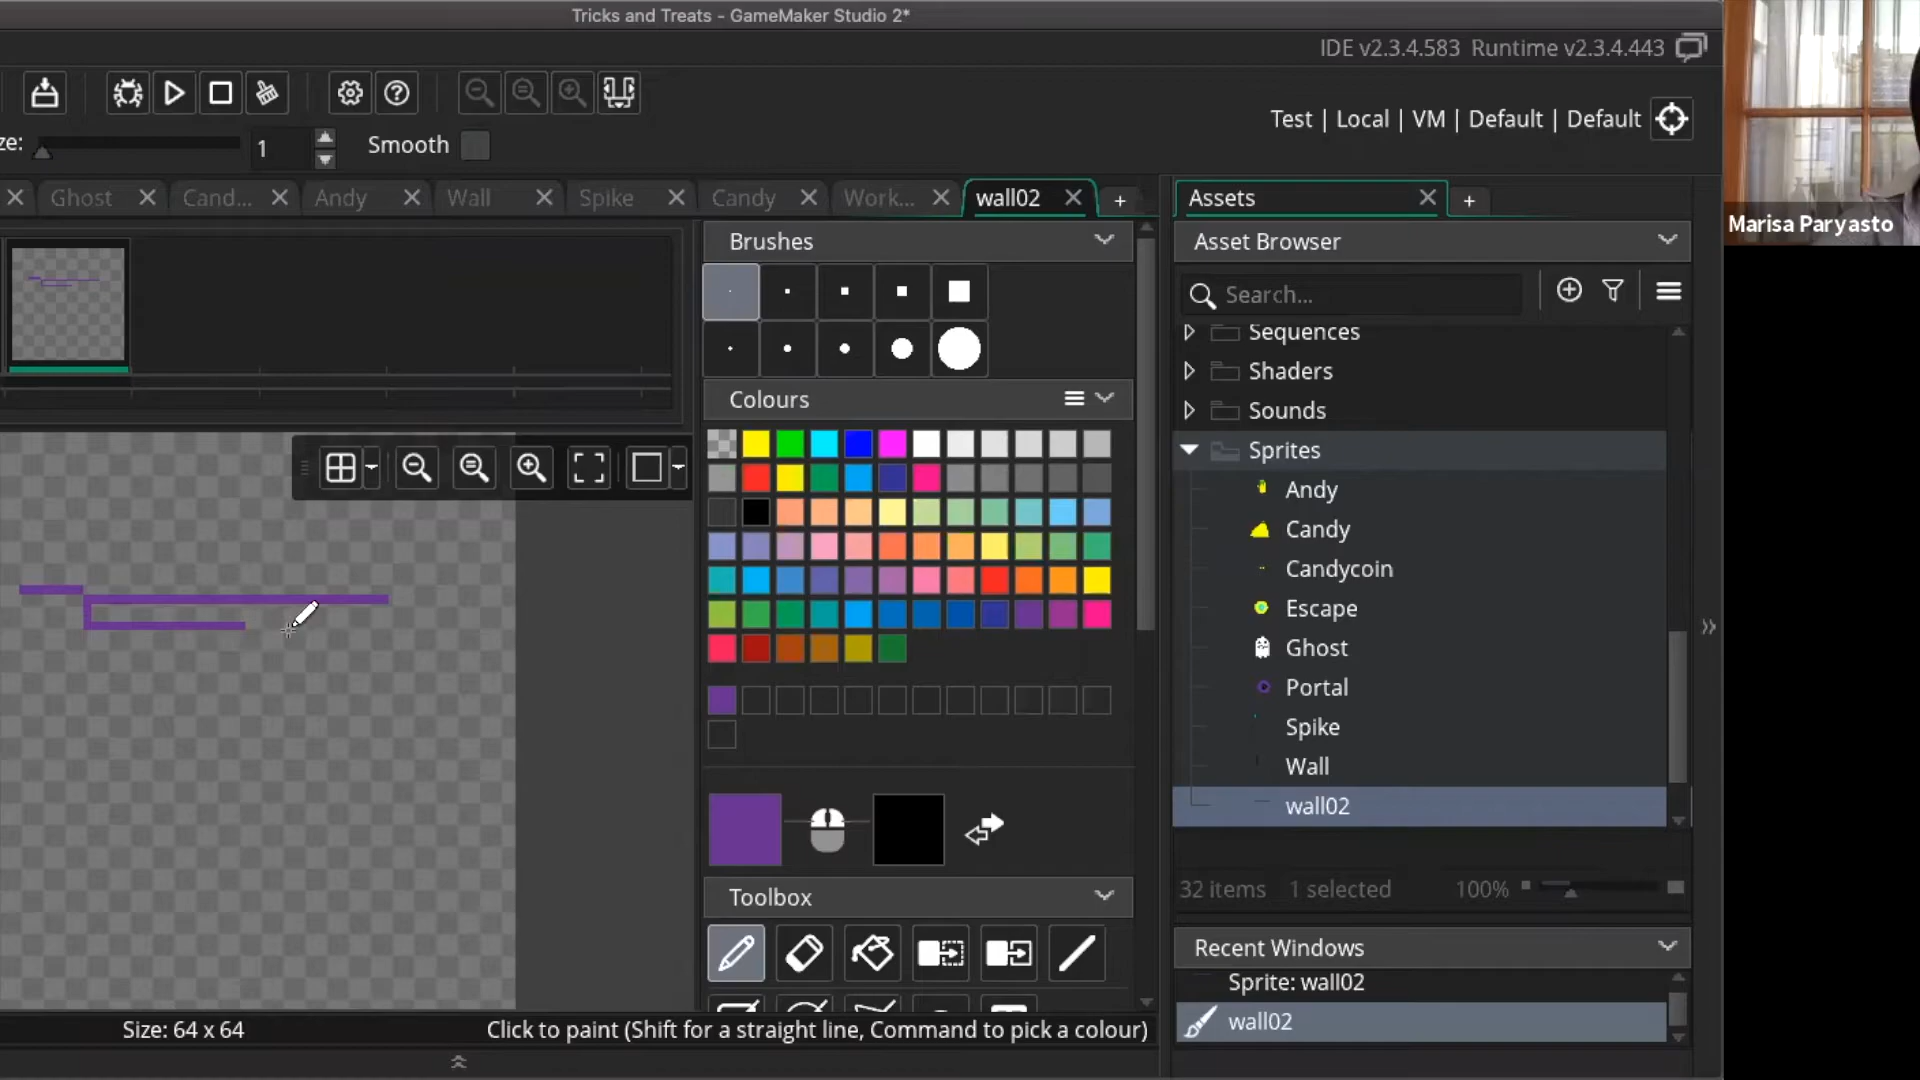 Tricks and Treats - GameMaker Studio 2*
IDE v2.3.4.583 Runtime v2.3.4.443
Test | Local | VM | Default | Default
ze:
1
Smooth
Ghost
Cand...
Andy
Wall
Spike
Candy
Work...
wall02
Assets
Marisa Paryasto
Brushes
Asset Browser
Search...
Sequences
Shaders
Colours
Sounds
Sprites
Andy
Candy
Candycoin
Escape
Ghost
Portal
Spike
Wall
wall02
32 items 1 selected 100%
Toolbox
Recent Windows
Sprite: wall02
wall02
Size: 64 x 64
Click to paint (Shift for a straight line, Command to pick a colour)